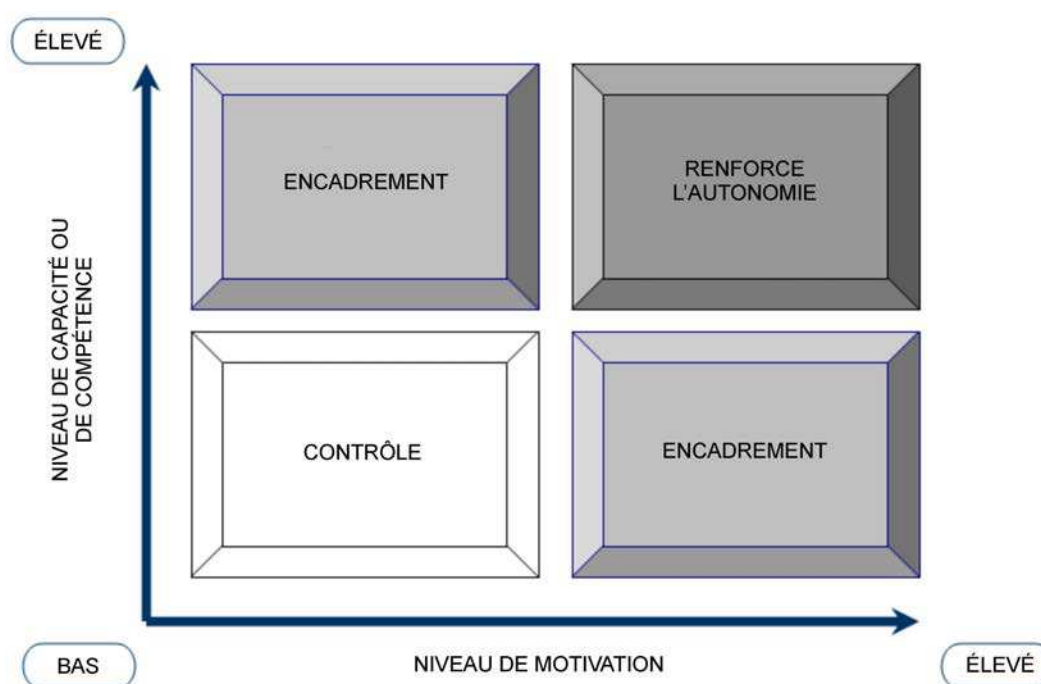 ÉLEVÉ
ENCADREMENT
RENFORCE
L'AUTONOMIE
NIVEAU DE CAPACITÉ OU
DE COMPÉTENCE
CONTRÔLE
ENCADREMENT
BAS
NIVEAU DE MOTIVATION
ÉLEVÉ